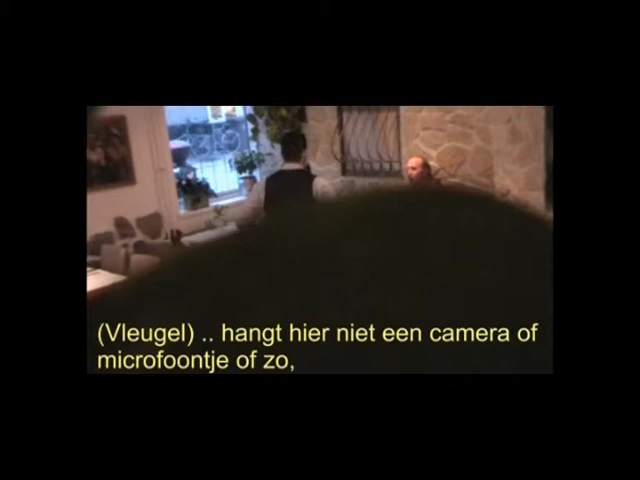 (Vleugel) .. hangt hier niet een camera of
microfoontje of zo,